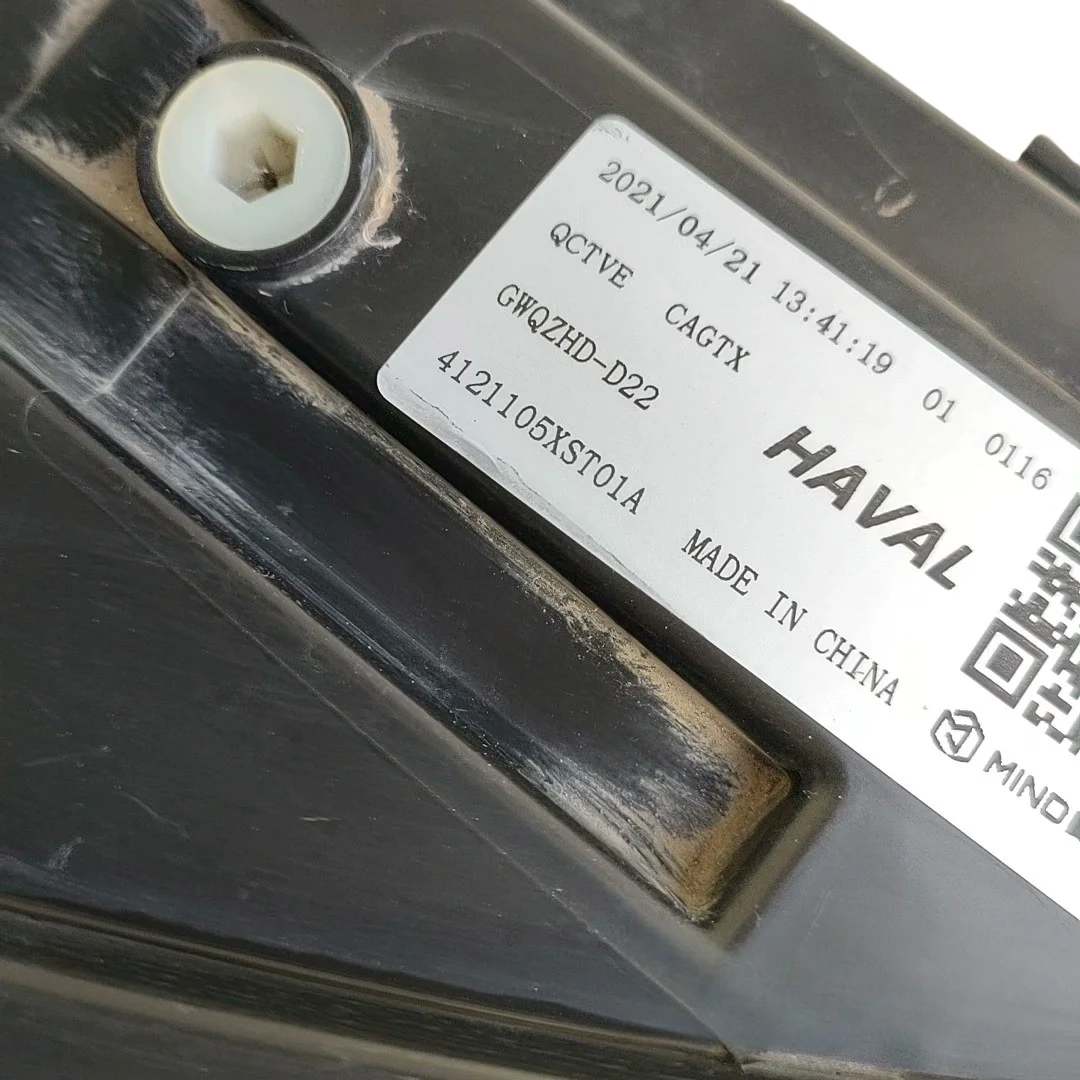 2021/04/21 13:41:19 01 0116
QCTVE CAGTX
GWQZHD-D22
HAVAL
4121105XST01A MADE IN CHINA
MIND